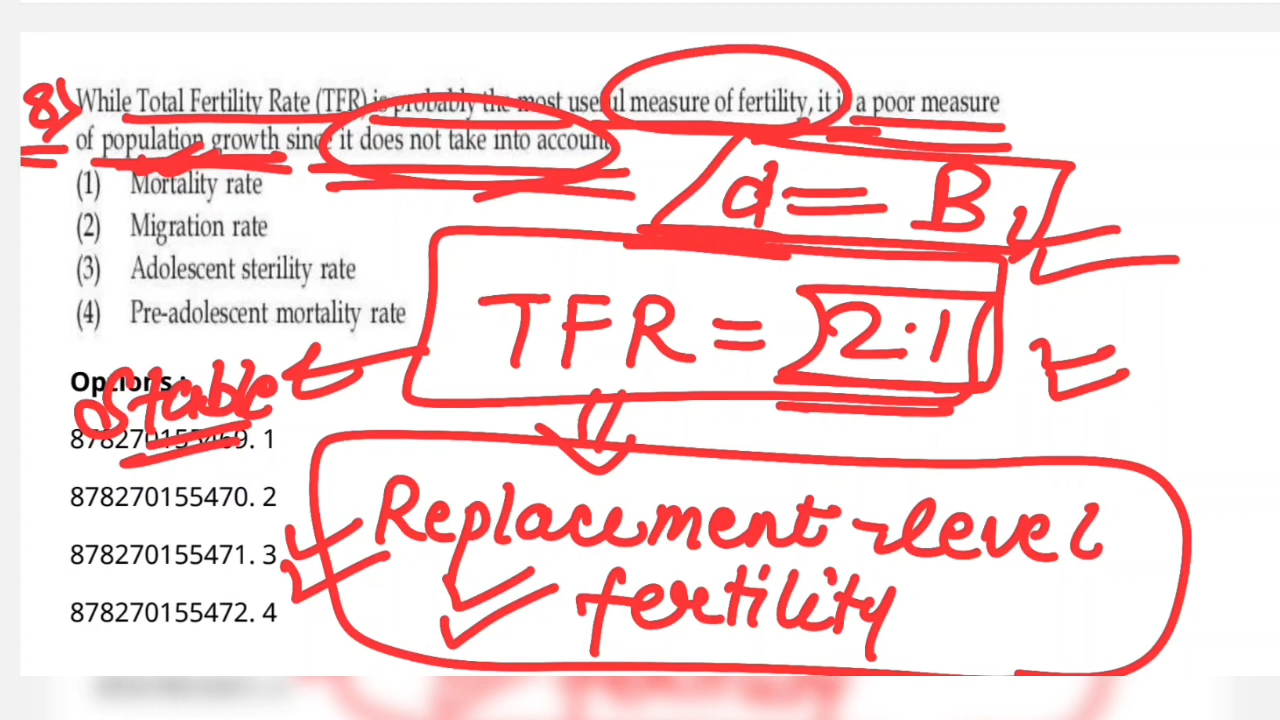 81
While Total Fertility Rate (TFR) is probably the most useful measure of fertility, it is a poor measure
of population growth since it does not take into account
(1) Mortality rate
(2) Migration rate
(3) Adolescent sterility rate
(4) Pre-adolescent mortality rate
d = B
TFR = 2.1
Stable
Replacement-level
fertility
Options :
878270155469. 1
878270155470. 2
878270155471. 3
878270155472. 4